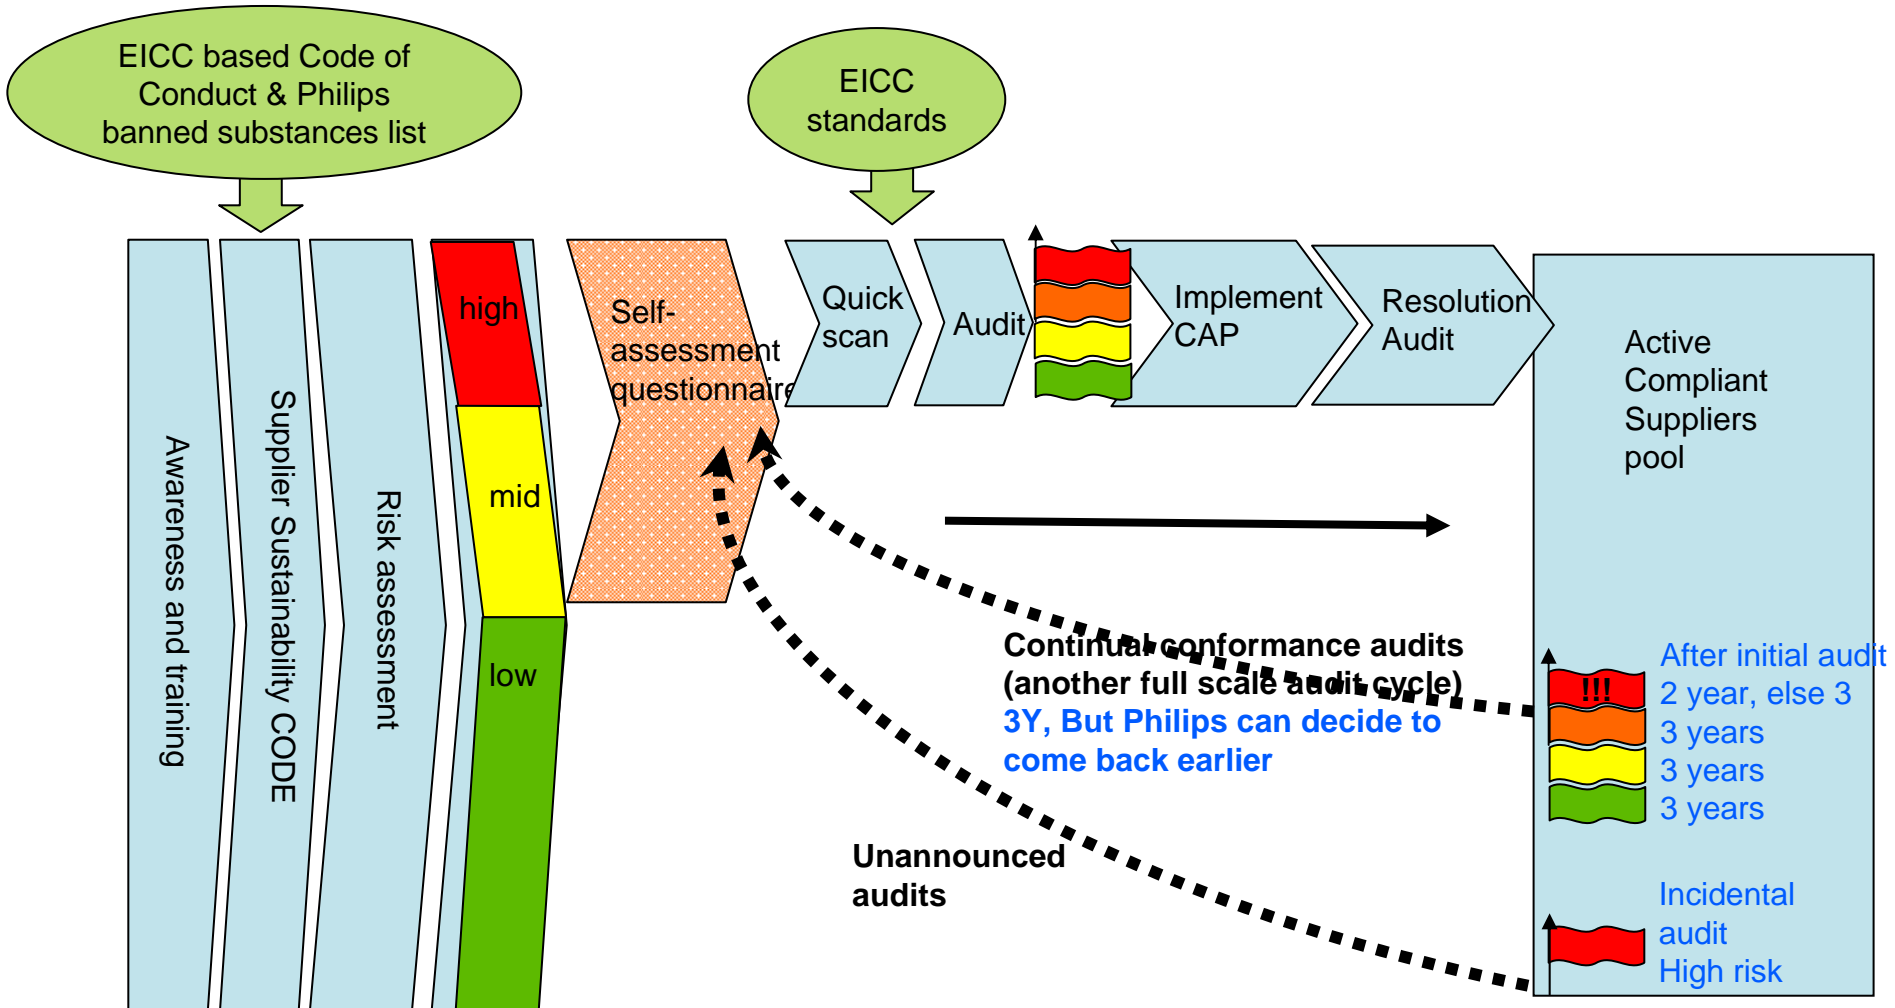 EICC based Code of
Conduct & Philips
banned substances list
EICC
standards
Awareness and training
Supplier Sustainability CODE
Risk assessment
high
mid
low
Self-
assessment
questionnaire
Quick
scan
Audit
Implement
CAP
Resolution
Audit
Active
Compliant
Suppliers
pool
Continual conformance audits
(another full scale audit cycle)
3Y, But Philips can decide to
come back earlier
Unannounced
audits
!!!
After initial audit
2 year, else 3
3 years
3 years
3 years
Incidental
audit
High risk